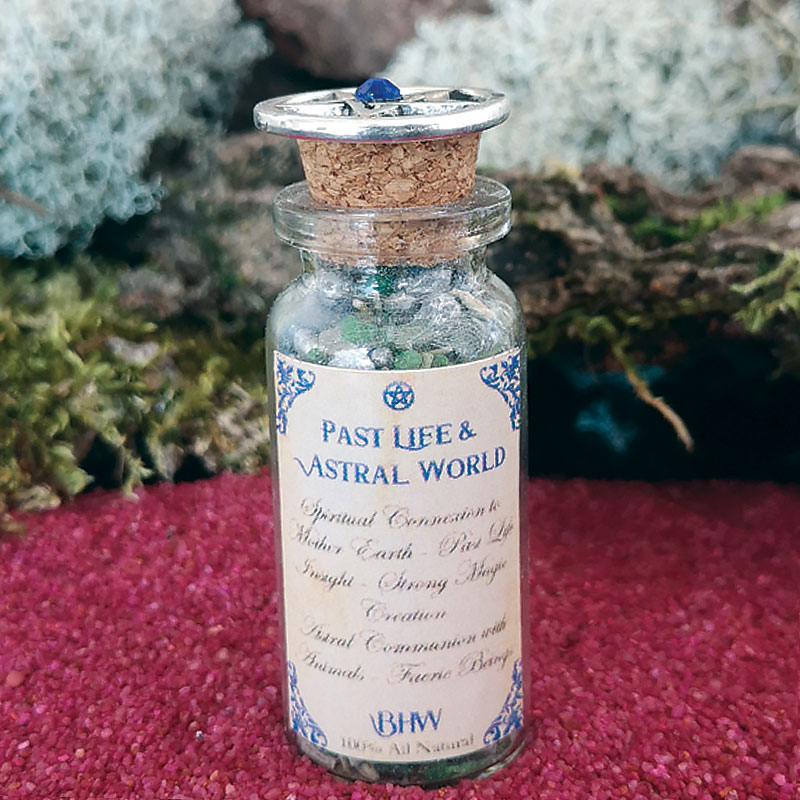 PAST LIFE &
ASTRAL WORLD
Spiritual Connexion to
Mother Earth - Past Life
Insight - Strong Magic
Creation
Astral Communion with
Animals - Faerie Beings
BHW
100% All Natural